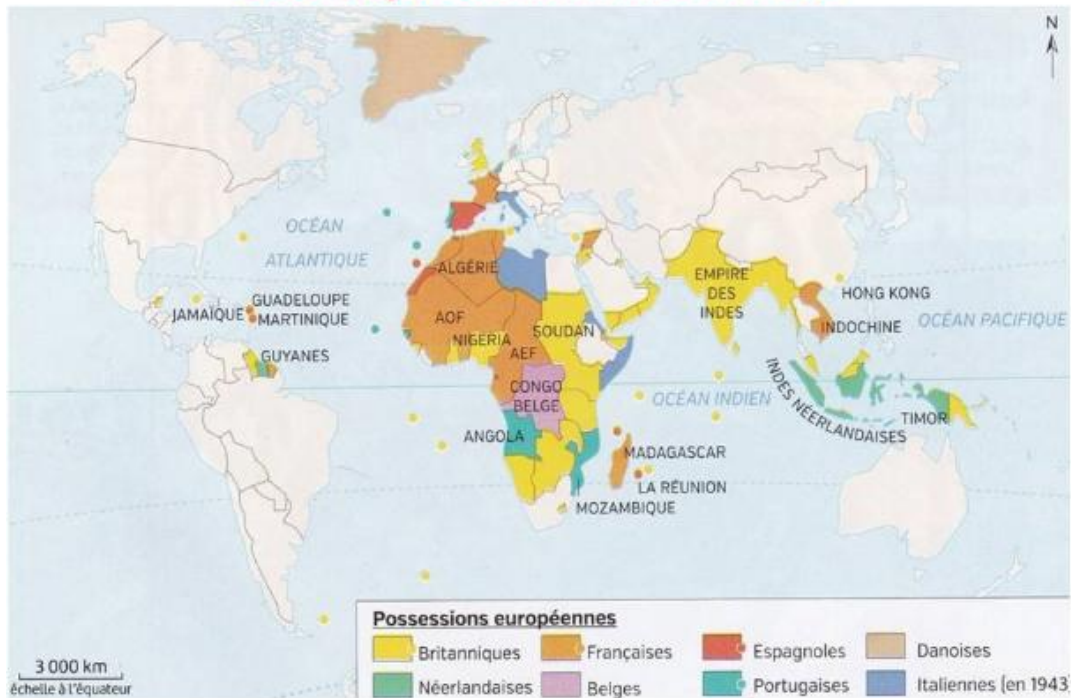 N
OCÉAN
ATLANTIQUE
ALGÉRIE
EMPIRE
DES
INDES
HONG KONG
GUADELOUPE
JAMAÏQUE
MARTINIQUE
AOF
NIGERIA
SOUDAN
INDOCHINE
OCÉAN PACIFIQUE
AEF
GUYANES
CONGO
BELGE
OCÉAN INDIEN
INDES NÉERLANDAISES
TIMOR
ANGOLA
MADAGASCAR
LA RÉUNION
MOZAMBIQUE
Possessions européennes
Britanniques
Françaises
Espagnoles
Danoises
Néerlandaises
Belges
Portugaises
Italiennes (en 1943)
3 000 km
échelle à l'équateur